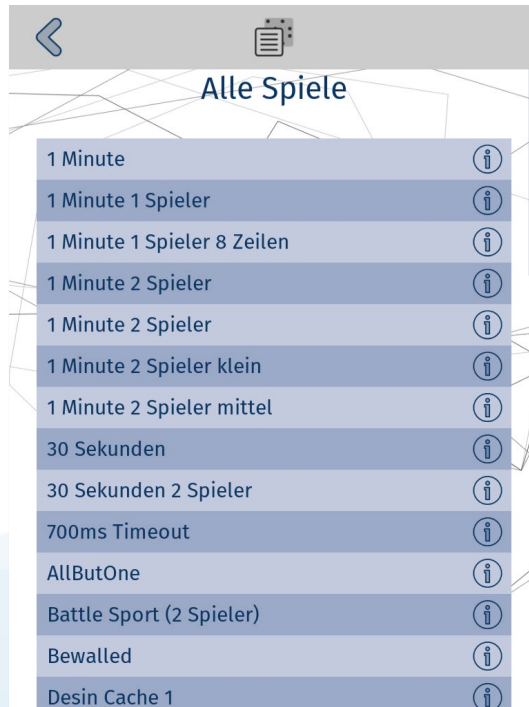 Alle Spiele
1 Minute
1 Minute 1 Spieler
1 Minute 1 Spieler 8 Zeilen
1 Minute 2 Spieler
1 Minute 2 Spieler
1 Minute 2 Spieler klein
1 Minute 2 Spieler mittel
30 Sekunden
30 Sekunden 2 Spieler
700ms Timeout
AllButOne
Battle Sport (2 Spieler)
Bewalled
Desin Cache 1